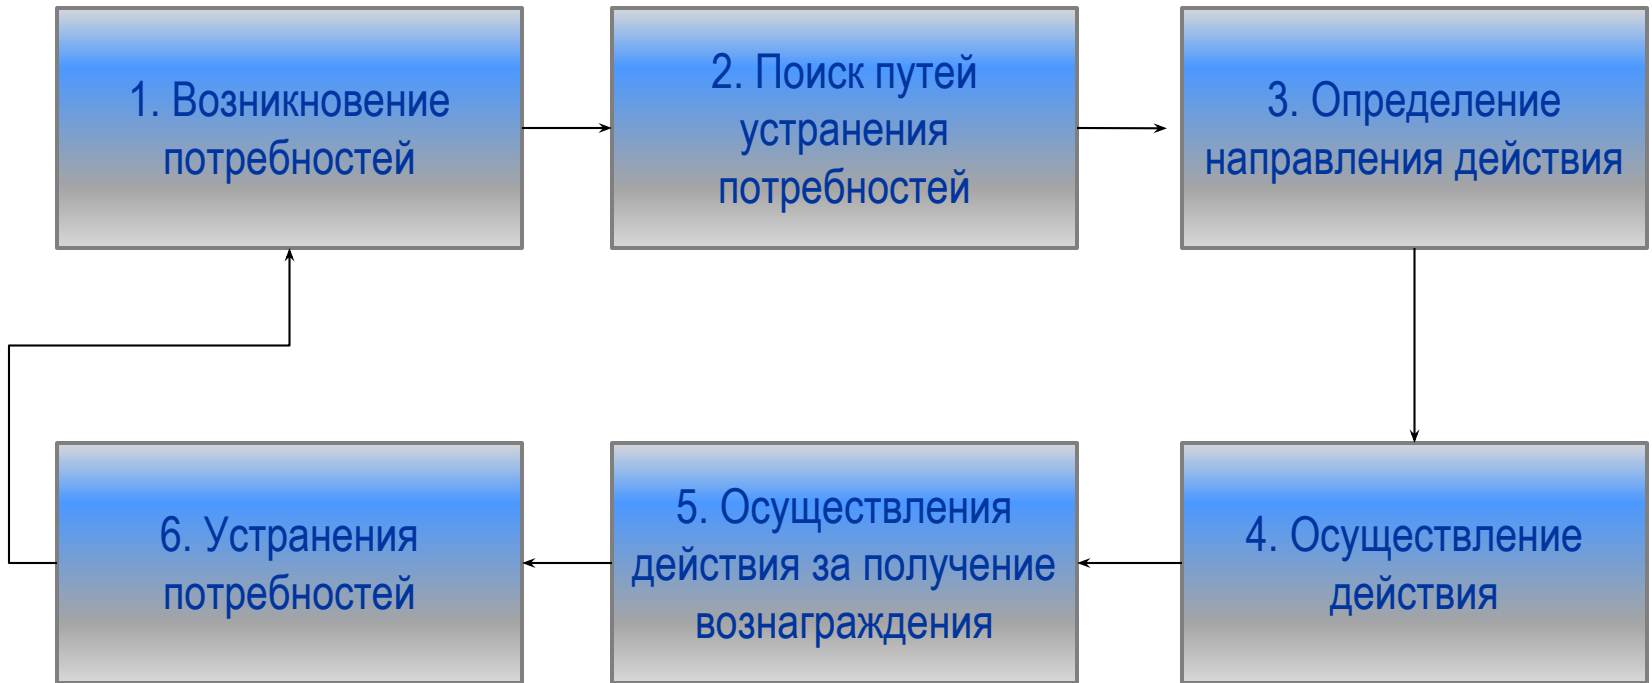 1. Возникновение
потребностей
2. Поиск путей
устранения
потребностей
3. Определение
направления действия
4. Осуществление
действия
5. Осуществления
действия за получение
вознаграждения
6. Устранения
потребностей